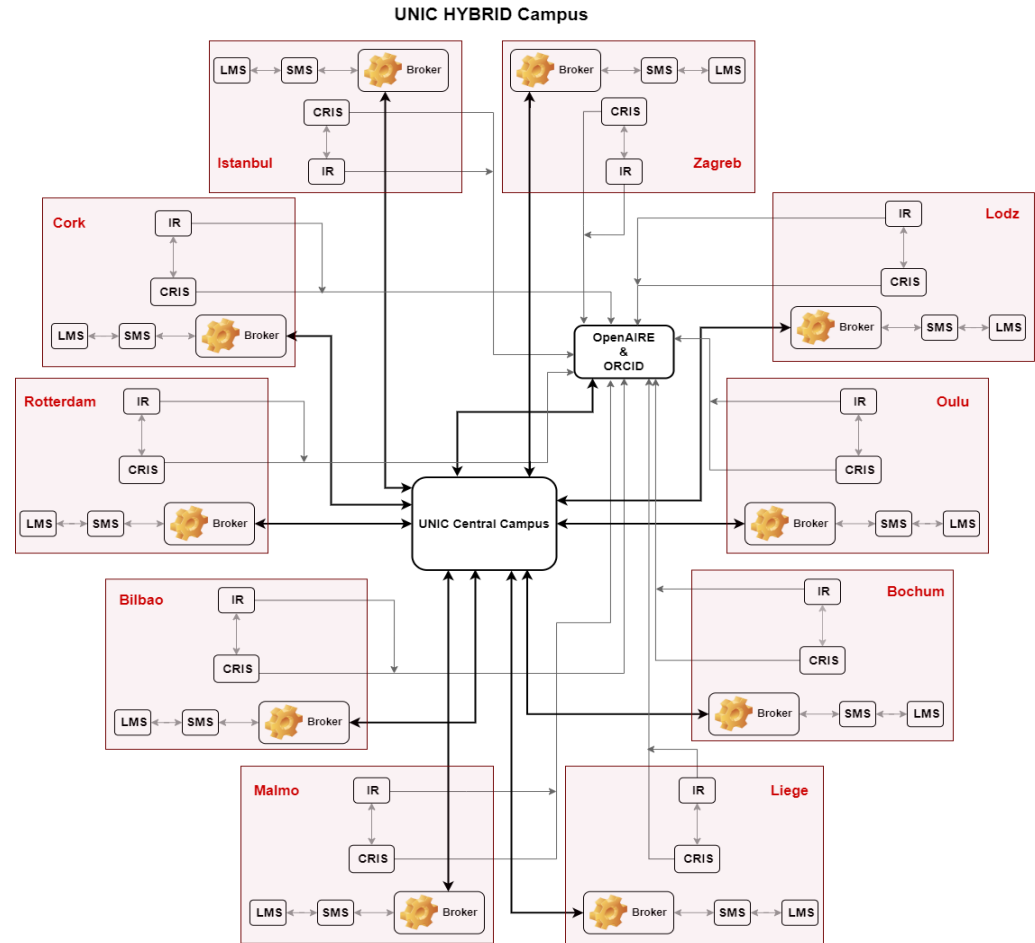 UNIC HYBRID Campus
LMS
SMS
Broker
CRIS
IR
Istanbul
Broker
SMS
LMS
CRIS
IR
Zagreb
Cork
IR
CRIS
LMS
SMS
Broker
Lodz
IR
CRIS
Broker
SMS
LMS
OpenAIRE
&
ORCID
Rotterdam
IR
CRIS
LMS
SMS
Broker
Oulu
IR
CRIS
Broker
SMS
LMS
UNIC Central Campus
Bilbao
IR
CRIS
LMS
SMS
Broker
Bochum
IR
CRIS
Broker
SMS
LMS
Malmo
IR
CRIS
LMS
SMS
Broker
Liege
IR
CRIS
Broker
SMS
LMS